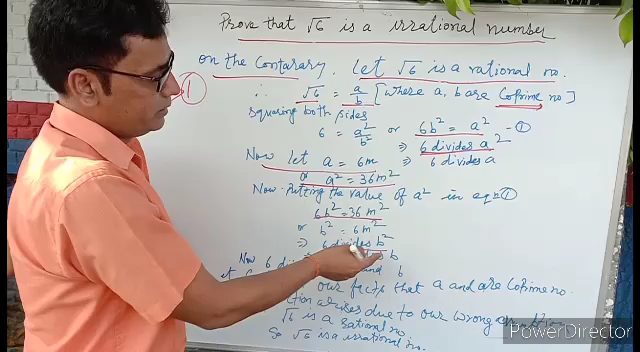 Prove that √6 is a irrational number
① on the Contarary, Let √6 is a rational no.
∴ √6 = a/b [where a, b are Coprime no]
squaring both sides
6 = a²/b² or 6b² = a² -①
⇒ 6 divides a²
Now let a = 6m ⇒ 6 divides a
or a² = 36m²
Now putting the value of a² in eqn ①
6b² = 36m²
or b² = 6m²
⇒ 6 divides b²
b
Now 6 and b
our facts that a and are Coprime no.
arises due to our wrong
√6 is a rational no.
So √6 is a irrational no.
PowerDirector